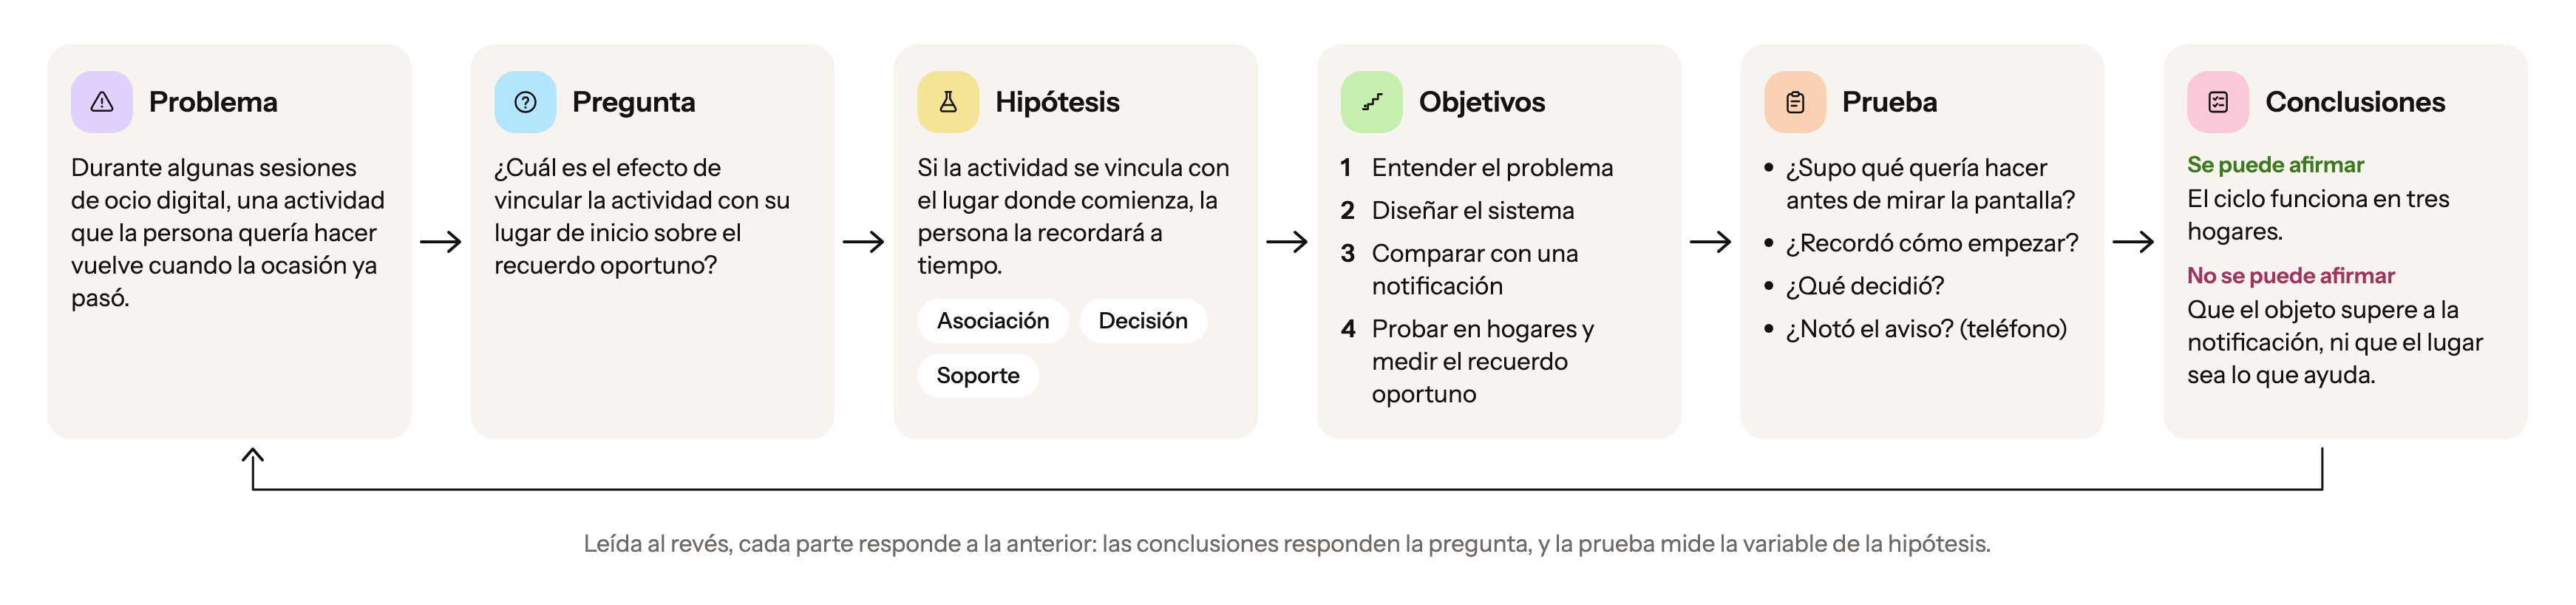 Problema
Durante algunas sesiones
de ocio digital, una actividad
que la persona quería hacer
vuelve cuando la ocasión ya
pasó.
Pregunta
¿Cuál es el efecto de
vincular la actividad con su
lugar de inicio sobre el
recuerdo oportuno?
Hipótesis
Si la actividad se vincula con
el lugar donde comienza, la
persona la recordará a
tiempo.
Asociación Decisión
Soporte
Objetivos
1 Entender el problema
2 Diseñar el sistema
3 Comparar con una
notificación
4 Probar en hogares y
medir el recuerdo
oportuno
Prueba
• ¿Supo qué quería hacer
antes de mirar la pantalla?
• ¿Recordó cómo empezar?
• ¿Qué decidió?
• ¿Notó el aviso? (teléfono)
Conclusiones
Se puede afirmar
El ciclo funciona en tres
hogares.
No se puede afirmar
Que el objeto supere a la
notificación, ni que el lugar
sea lo que ayuda.
Leída al revés, cada parte responde a la anterior: las conclusiones responden la pregunta, y la prueba mide la variable de la hipótesis.